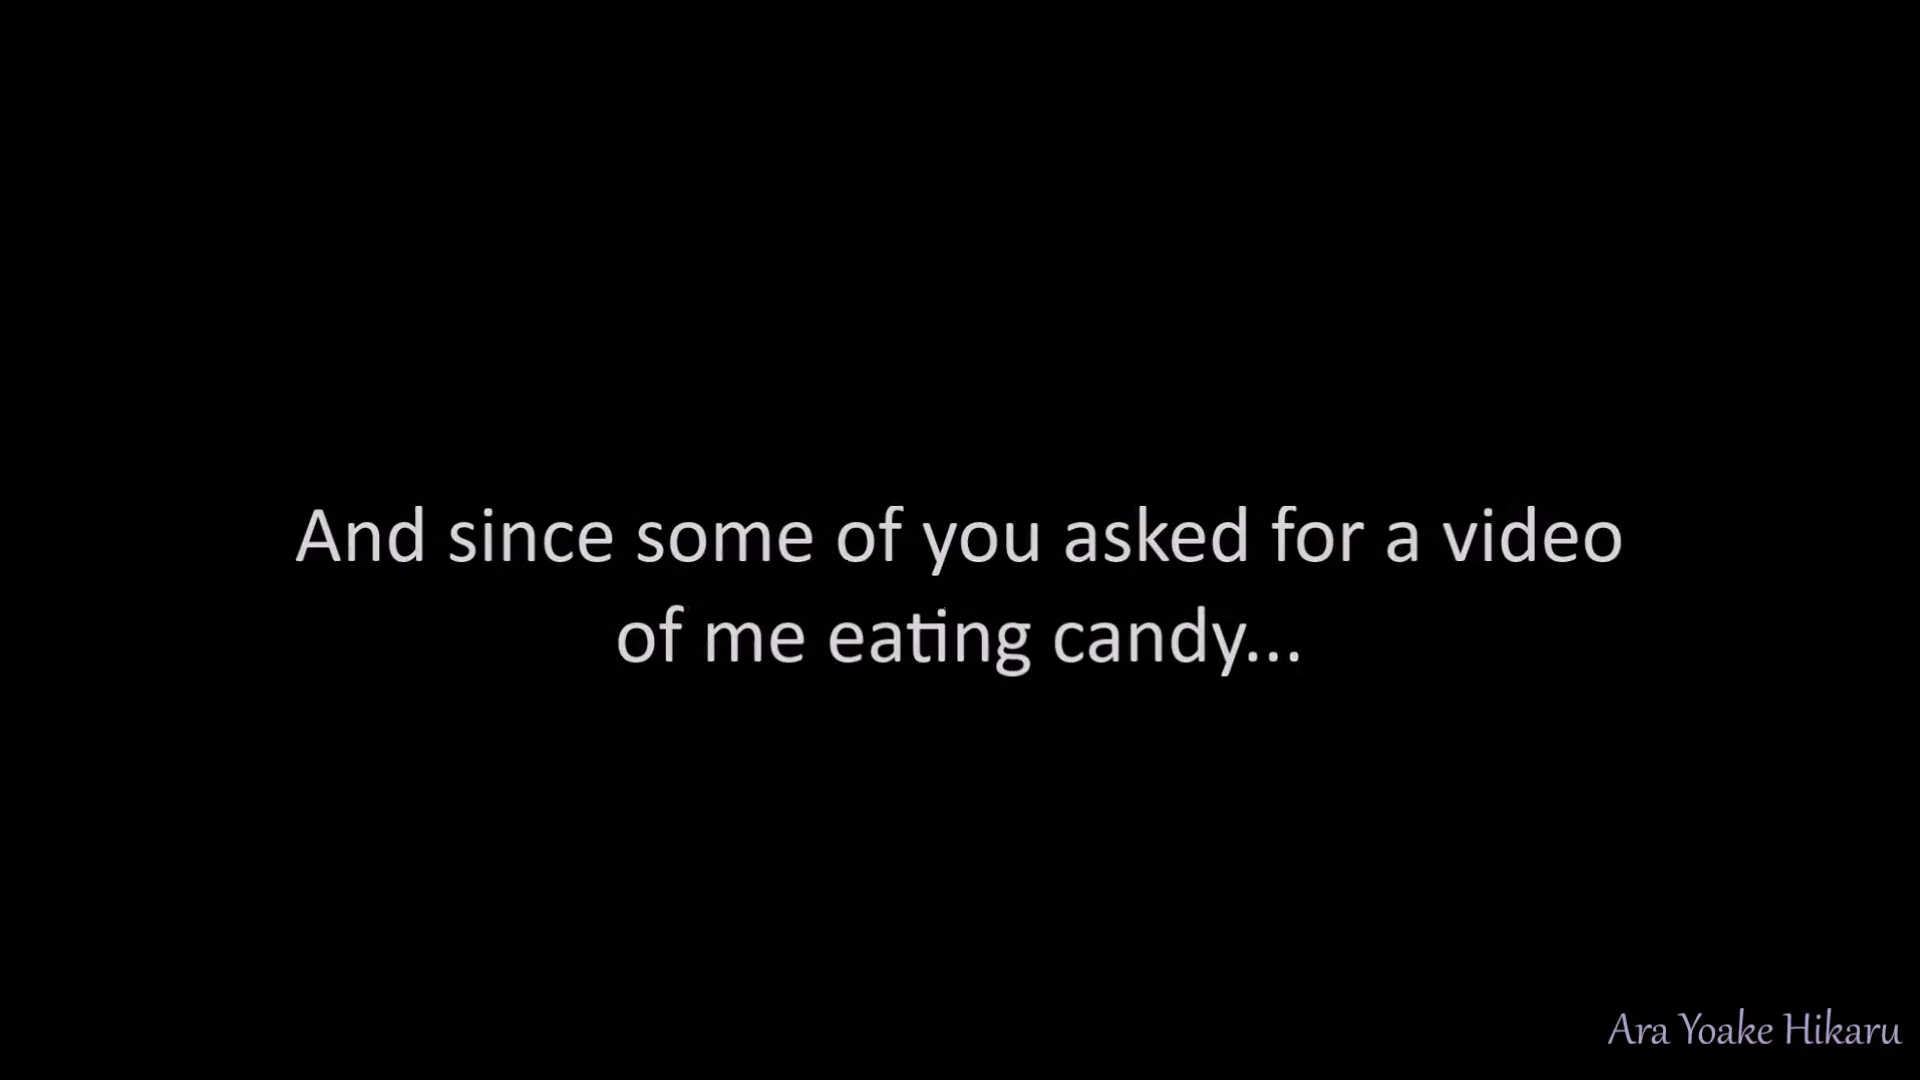 And since some of you asked for a video
of me eating candy...
Ara Yoake Hikaru